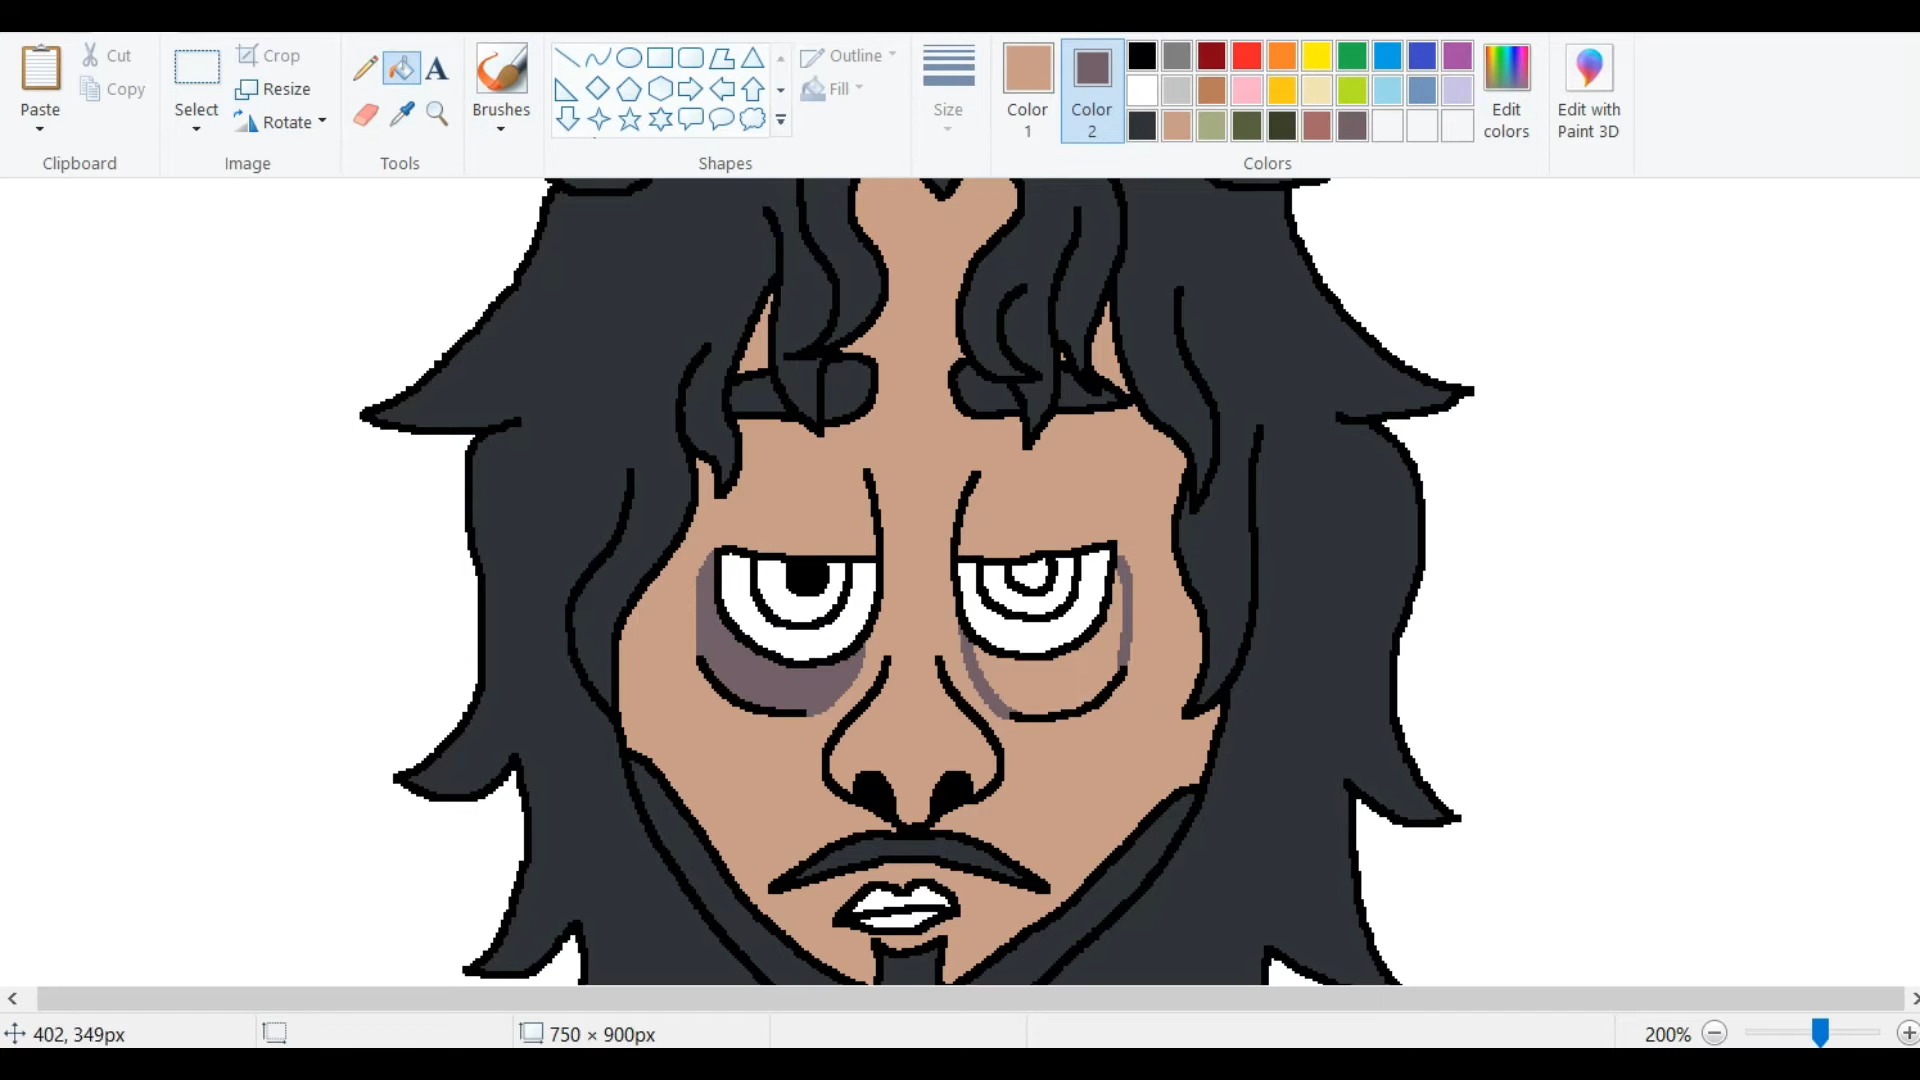 Paste
Cut
Copy
Clipboard
Select
Crop
Resize
Rotate
Image
A
Tools
Brushes
Shapes
Outline
Fill
Size
Color
1
Color
2
Colors
Edit
colors
Edit with
Paint 3D
402, 349px
750 × 900px
200%